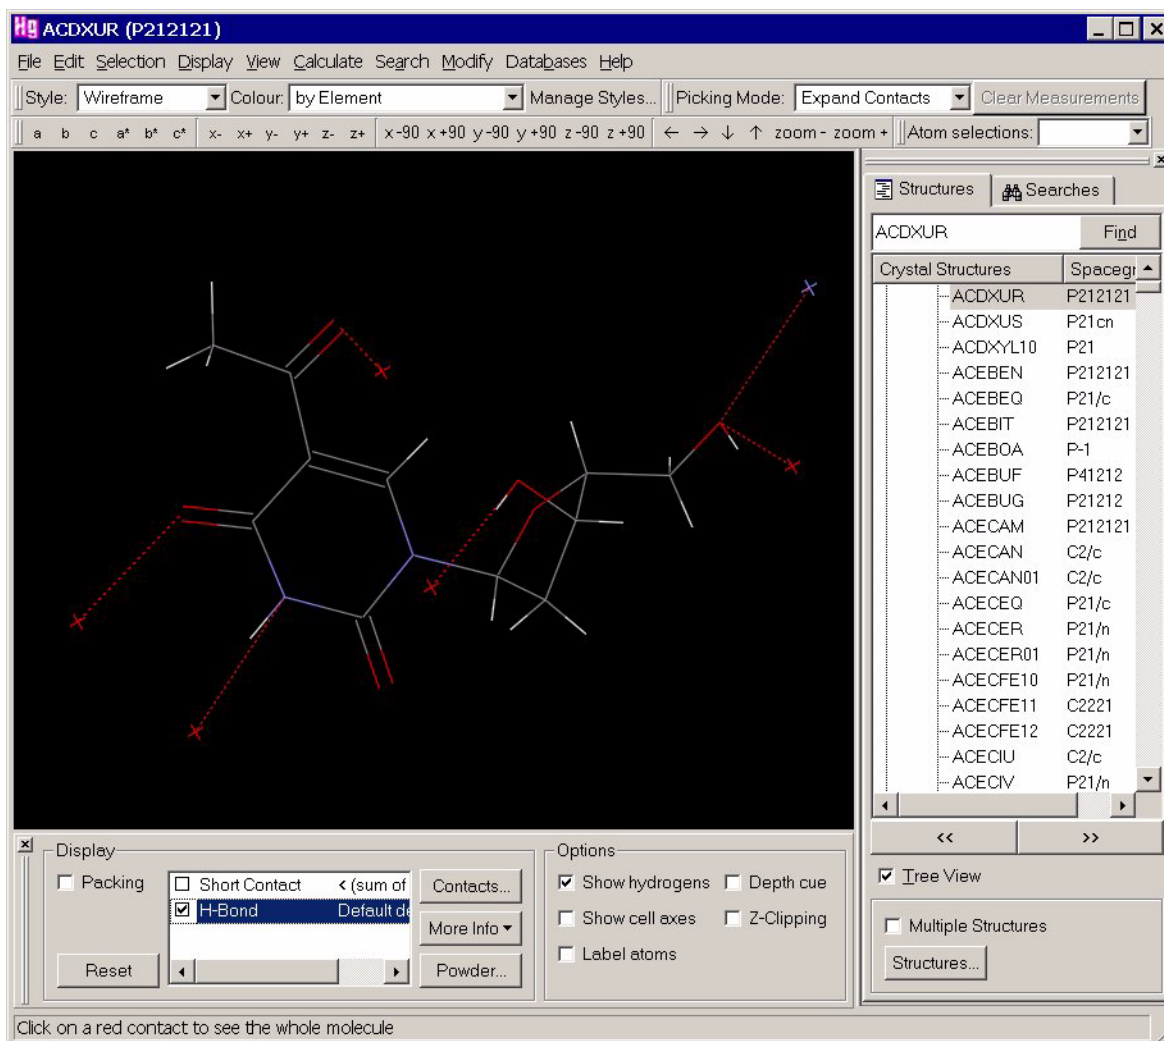 Hg ACDXUR (P212121)
File Edit Selection Display View Calculate Search Modify Databases Help
Style: Wireframe Colour: by Element Manage Styles... Picking Mode: Expand Contacts Clear Measurements
a b c a* b* c* x- x+ y- y+ z- z+ x-90 x+90 y-90 y+90 z-90 z+90 ← → ↓ ↑ zoom - zoom + Atom selections:
Structures Searches
ACDXUR Find
Crystal Structures Spacegr
ACDXUR P212121
ACDXUS P21cn
ACDXYL10 P21
ACEBEN P212121
ACEBEQ P21/c
ACEBIT P212121
ACEBOA P-1
ACEBUF P41212
ACEBUG P21212
ACECAM P212121
ACECAN C2/c
ACECAN01 C2/c
ACECEQ P21/c
ACECER P21/n
ACECER01 P21/n
ACECFE10 P21/n
ACECFE11 C2221
ACECFE12 C2221
ACECIU C2/c
ACECIV P21/n
<< >>
Tree View
Multiple Structures
Structures...
Display
Packing
Short Contact < (sum of
H-Bond Default de
Contacts...
More Info
Reset
Powder...
Options
Show hydrogens Depth cue
Show cell axes Z-Clipping
Label atoms
Click on a red contact to see the whole molecule